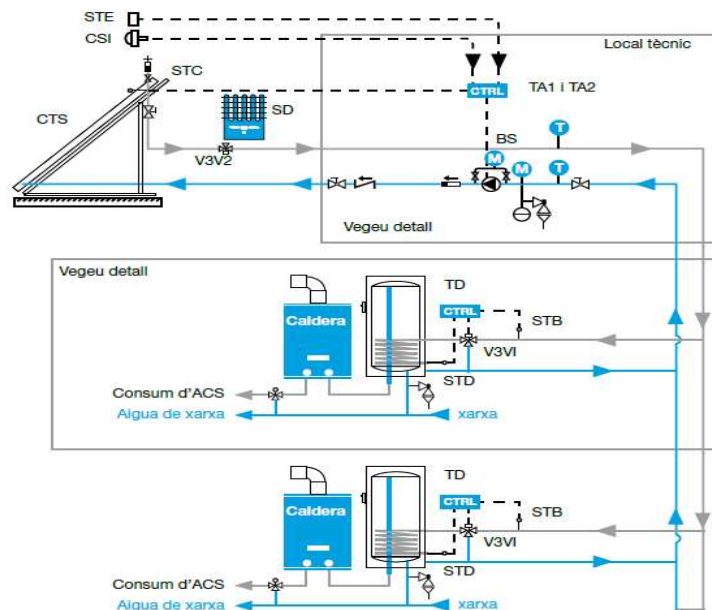 STE
CSI
Local tècnic
STC
CTRL
TA1 i TA2
CTS
SD
BS
T
V3V2
M
M
T
Vegeu detall
Vegeu detall
TD
Caldera
CTRL
STB
V3VI
STD
Consum d'ACS
Aigua de xarxa
xarxa
TD
Caldera
CTRL
STB
V3VI
STD
Consum d'ACS
Aigua de xarxa
xarxa